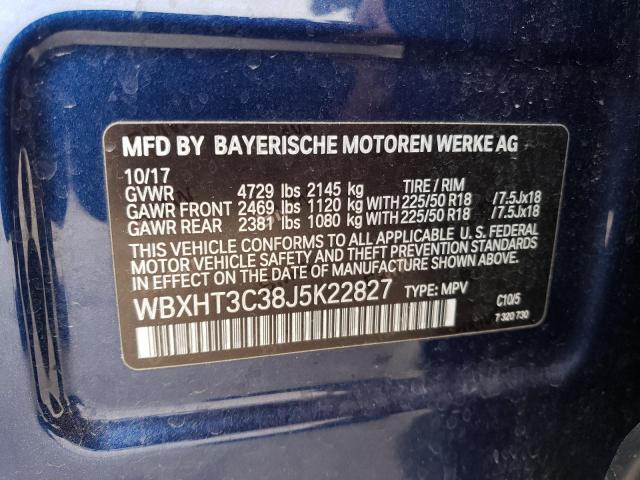 MFD BY BAYERISCHE MOTOREN WERKE AG
10/17
GVWR 4729 lbs 2145 kg TIRE / RIM
GAWR FRONT 2469 lbs 1120 kg WITH 225/50 R18 /7.5Jx18
GAWR REAR 2381 lbs 1080 kg WITH 225/50 R18 /7.5Jx18
THIS VEHICLE CONFORMS TO ALL APPLICABLE U. S. FEDERAL
MOTOR VEHICLE SAFETY AND THEFT PREVENTION STANDARDS
IN EFFECT ON THE DATE OF MANUFACTURE SHOWN ABOVE.
WBXHT3C38J5K22827 TYPE: MPV C10/5
7 320 730